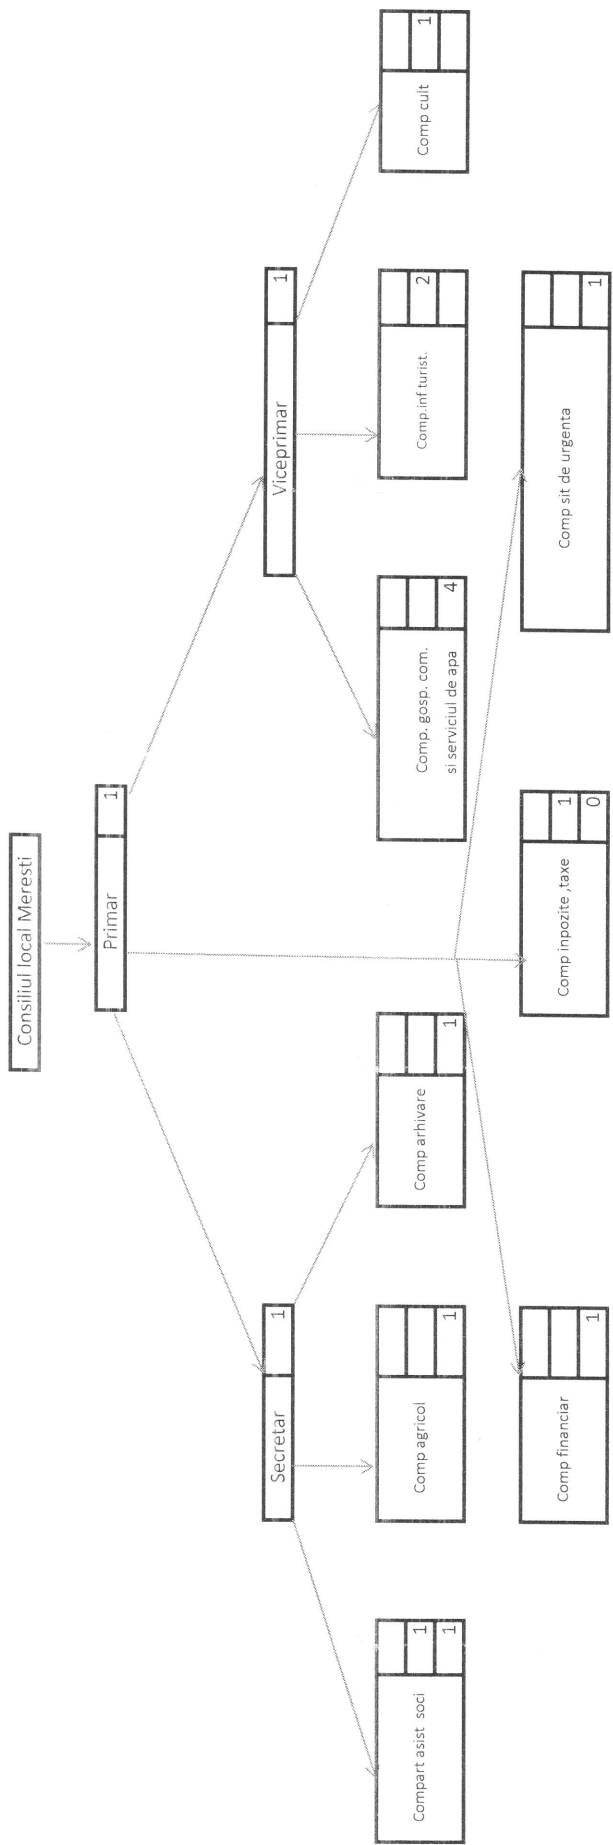 Consiliul local Meresti
Primar 1
Secretar 1
Viceprimar 1
Compart asist soci
1
1
Comp agricol
1
Comp arhivare
1
Comp. gosp. com.
si serviciul de apa
4
Comp.inf turist.
2
Comp cult
1
Comp financiar
1
Comp inpozite ,taxe
1
0
Comp sit de urgenta
1